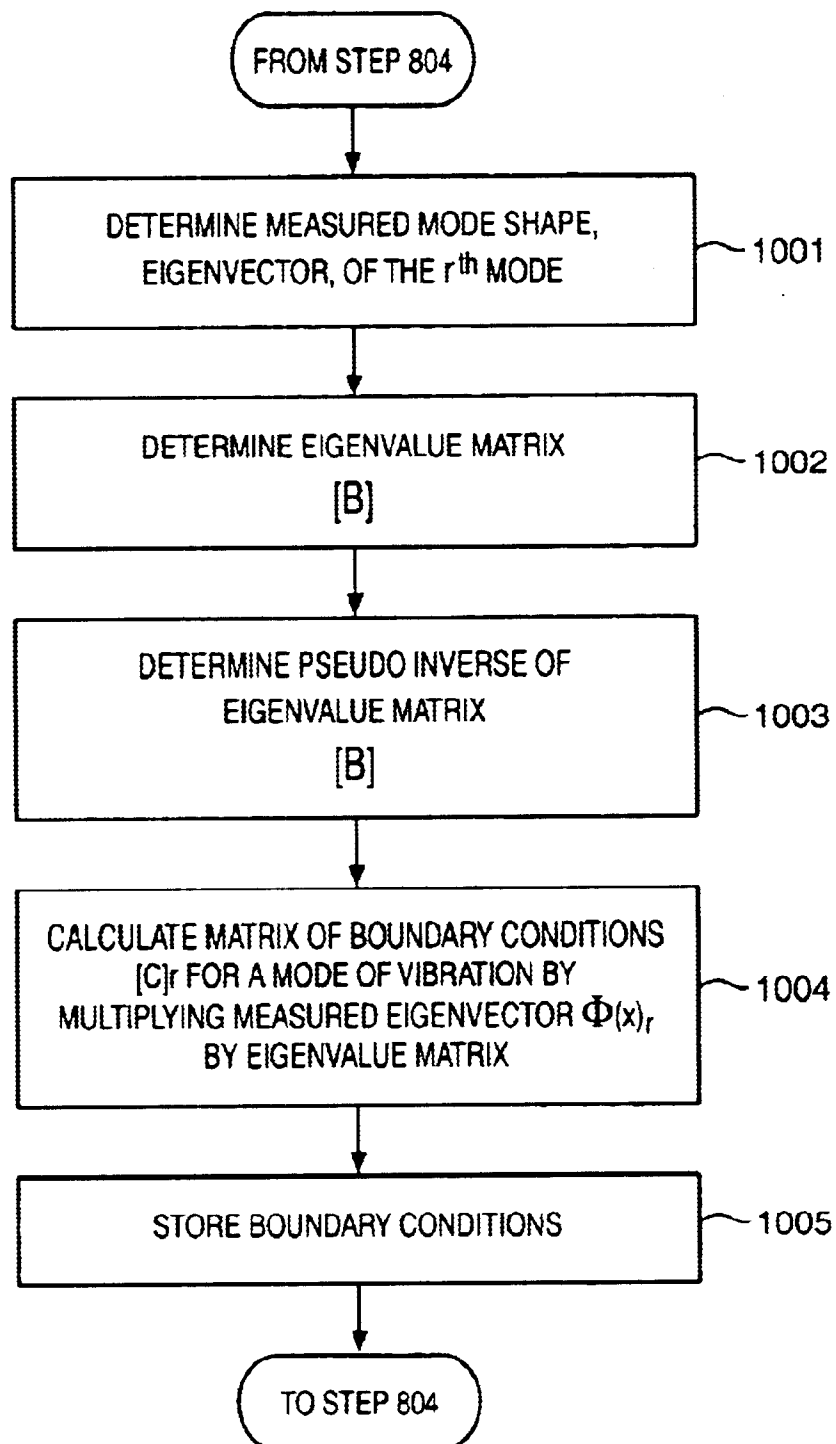 FROM STEP 804
DETERMINE MEASURED MODE SHAPE,
EIGENVECTOR, OF THE rth MODE
1001
DETERMINE EIGENVALUE MATRIX
[B]
1002
DETERMINE PSEUDO INVERSE OF
EIGENVALUE MATRIX
[B]
1003
CALCULATE MATRIX OF BOUNDARY CONDITIONS
[C]r FOR A MODE OF VIBRATION BY
MULTIPLYING MEASURED EIGENVECTOR Φ(x)r
BY EIGENVALUE MATRIX
1004
STORE BOUNDARY CONDITIONS
1005
TO STEP 804